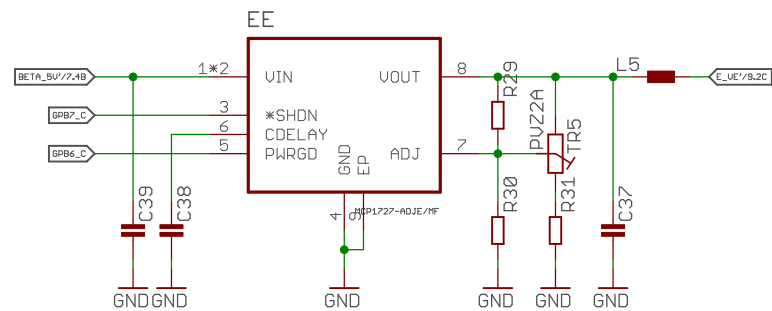 EE
BETA_5V'/7.4B
1*2
VIN
VOUT
8
R29
L5
E_VE'/9.2C
GPB7_C
3
*SHDN
6
CDELAY
PVZ2A
TR5
GPB6_C
5
PWRGD
GND
EP
ADJ
7
C39
C38
4
9
MCP1727-ADJE/MF
R30
R31
C37
GND
GND
GND
GND
GND
GND